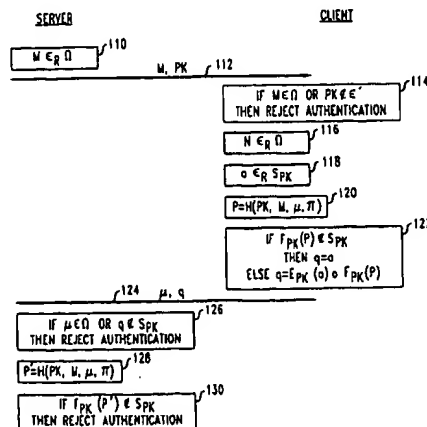 SERVER
CLIENT
110
M ∈R Ω
M, PK
112
114
IF M∈Ω OR PK∉E′
THEN REJECT AUTHENTICATION
116
N ∈R Ω
118
a ∈R SPK
120
P=H(PK, M, μ, π)
122
IF FPK(P) ∉ SPK
THEN q=a
ELSE q=EPK (a) o FPK(P)
124
μ, q
126
IF μ∈Ω OR q ∉ SPK
THEN REJECT AUTHENTICATION
128
P′=H(PK, M, μ, π)
130
IF FPK (P′) ∉ SPK
THEN REJECT AUTHENTICATION